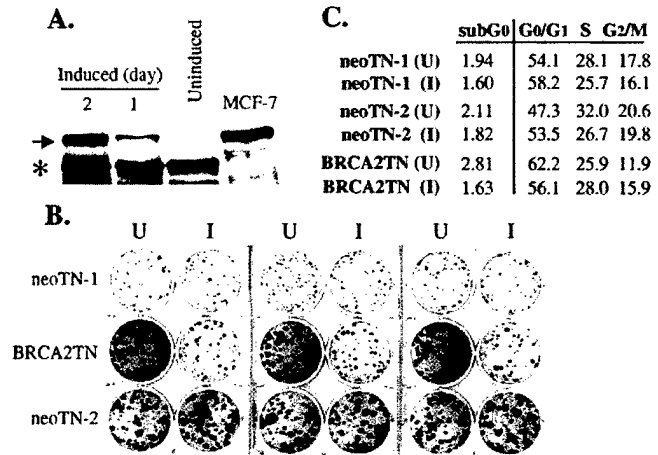 A.
Induced (day)
2 1
Uninduced
MCF-7
*
C.
subG0 G0/G1 S G2/M
neoTN-1 (U) 1.94 54.1 28.1 17.8
neoTN-1 (I) 1.60 58.2 25.7 16.1
neoTN-2 (U) 2.11 47.3 32.0 20.6
neoTN-2 (I) 1.82 53.5 26.7 19.8
BRCA2TN (U) 2.81 62.2 25.9 11.9
BRCA2TN (I) 1.63 56.1 28.0 15.9
B.
U I U I U I
neoTN-1
BRCA2TN
neoTN-2